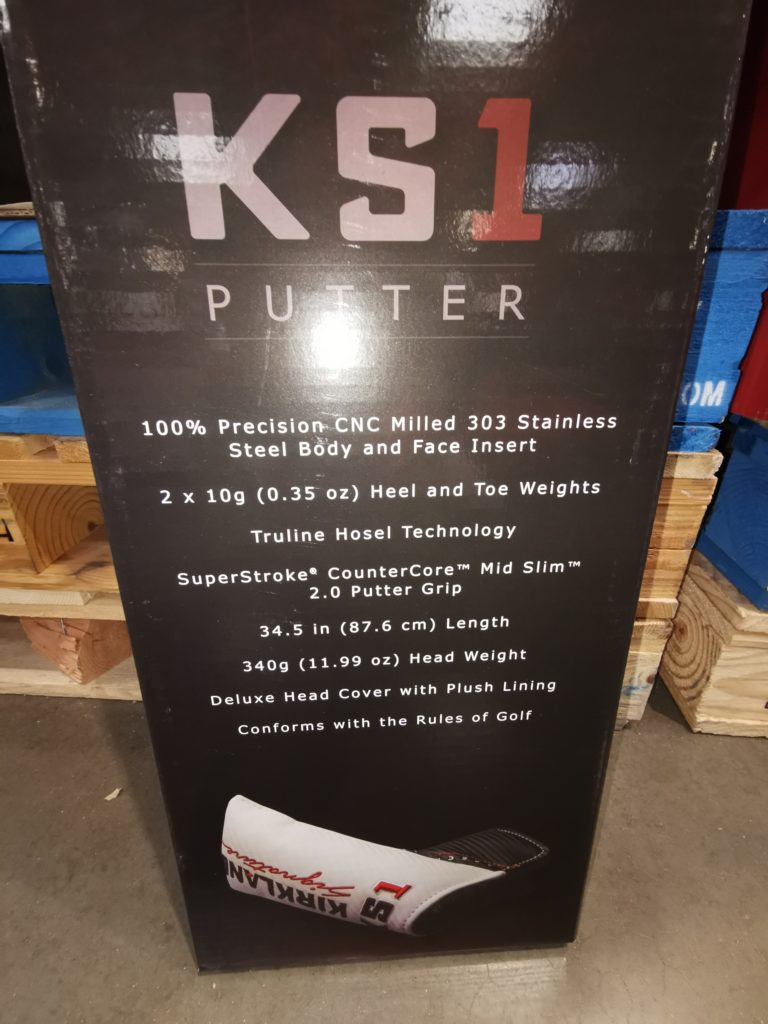 KS1
PUTTER
100% Precision CNC Milled 303 Stainless
Steel Body and Face Insert
2 x 10g (0.35 oz) Heel and Toe Weights
Truline Hosel Technology
SuperStroke® CounterCore™ Mid Slim™
2.0 Putter Grip
34.5 in (87.6 cm) Length
340g (11.99 oz) Head Weight
Deluxe Head Cover with Plush Lining
Conforms with the Rules of Golf
Signature
S1
OM